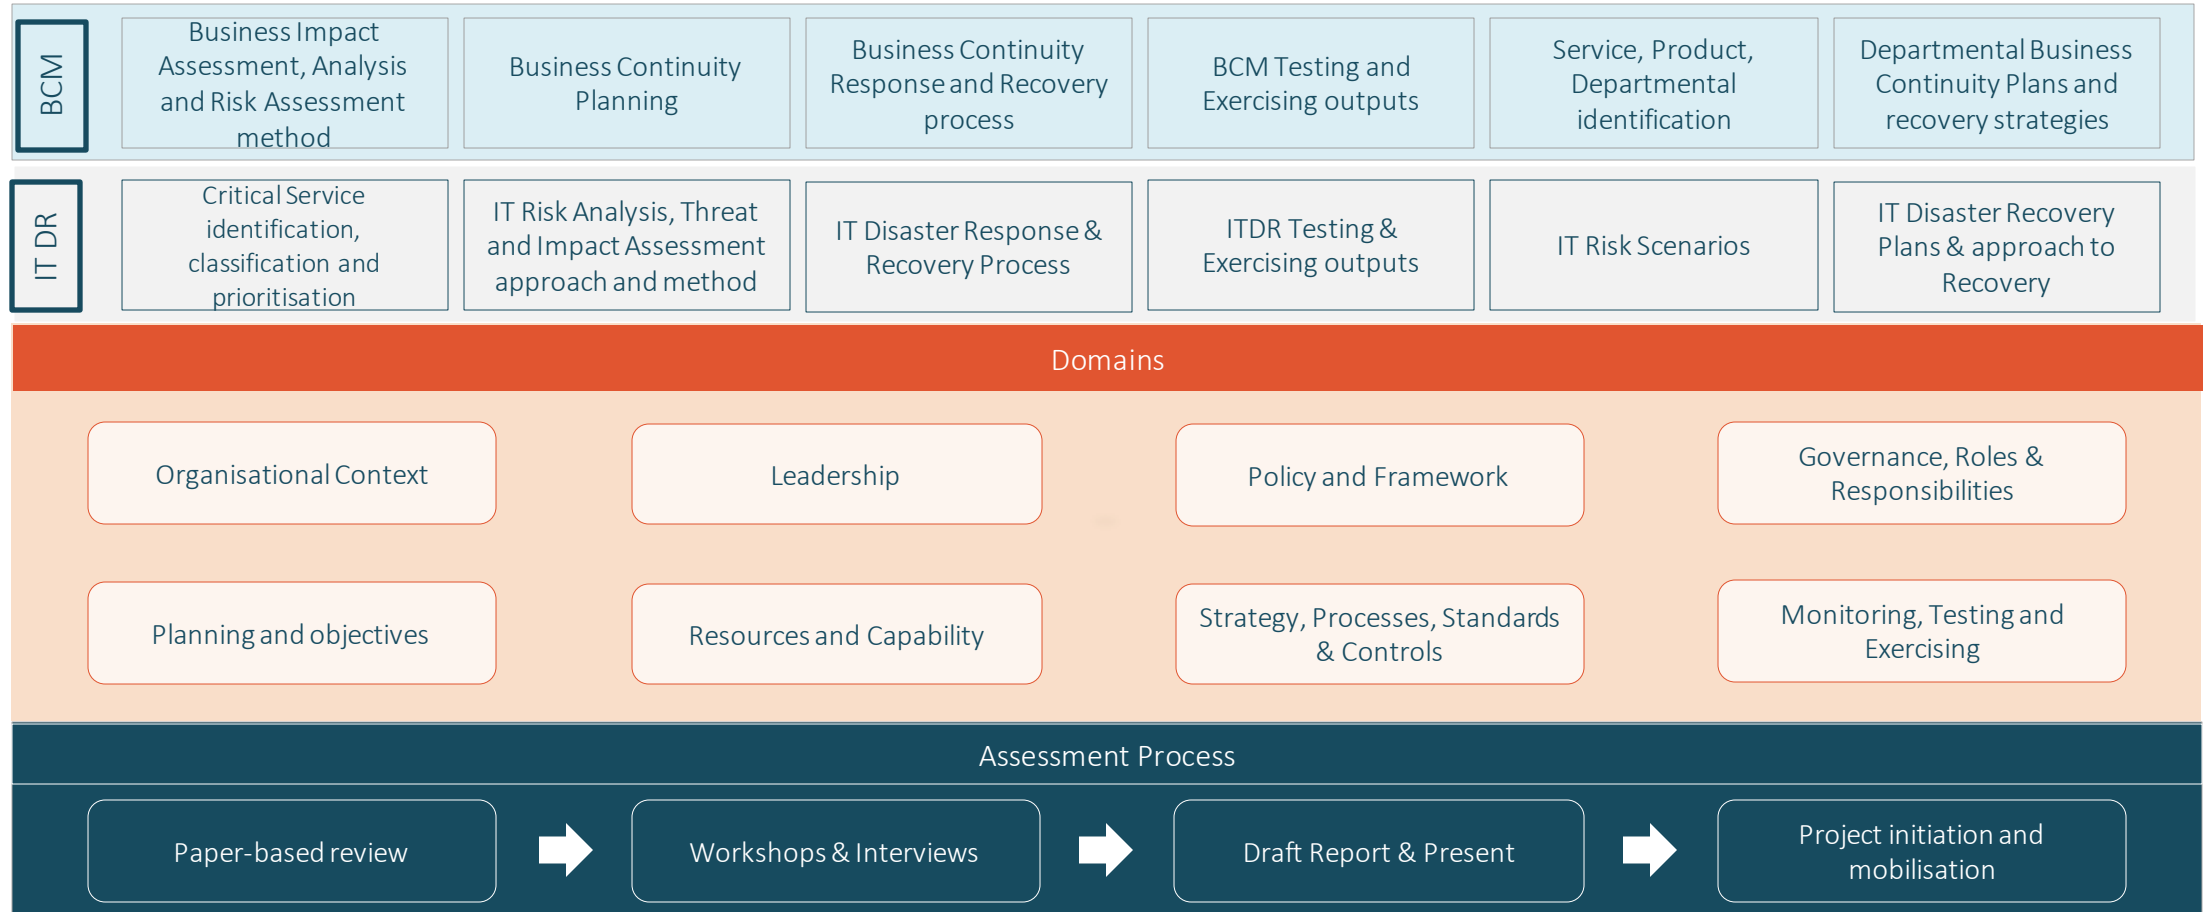 BCM
Business Impact
Assessment, Analysis
and Risk Assessment
method
Business Continuity
Planning
Business Continuity
Response and Recovery
process
BCM Testing and
Exercising outputs
Service, Product,
Departmental
identification
Departmental Business
Continuity Plans and
recovery strategies
IT DR
Critical Service
identification,
classification and
prioritisation
IT Risk Analysis, Threat
and Impact Assessment
approach and method
IT Disaster Response &
Recovery Process
ITDR Testing &
Exercising outputs
IT Risk Scenarios
IT Disaster Recovery
Plans & approach to
Recovery
Domains
Organisational Context
Leadership
Policy and Framework
Governance, Roles &
Responsibilities
Planning and objectives
Resources and Capability
Strategy, Processes, Standards
& Controls
Monitoring, Testing and
Exercising
Assessment Process
Paper-based review
Workshops & Interviews
Draft Report & Present
Project initiation and
mobilisation